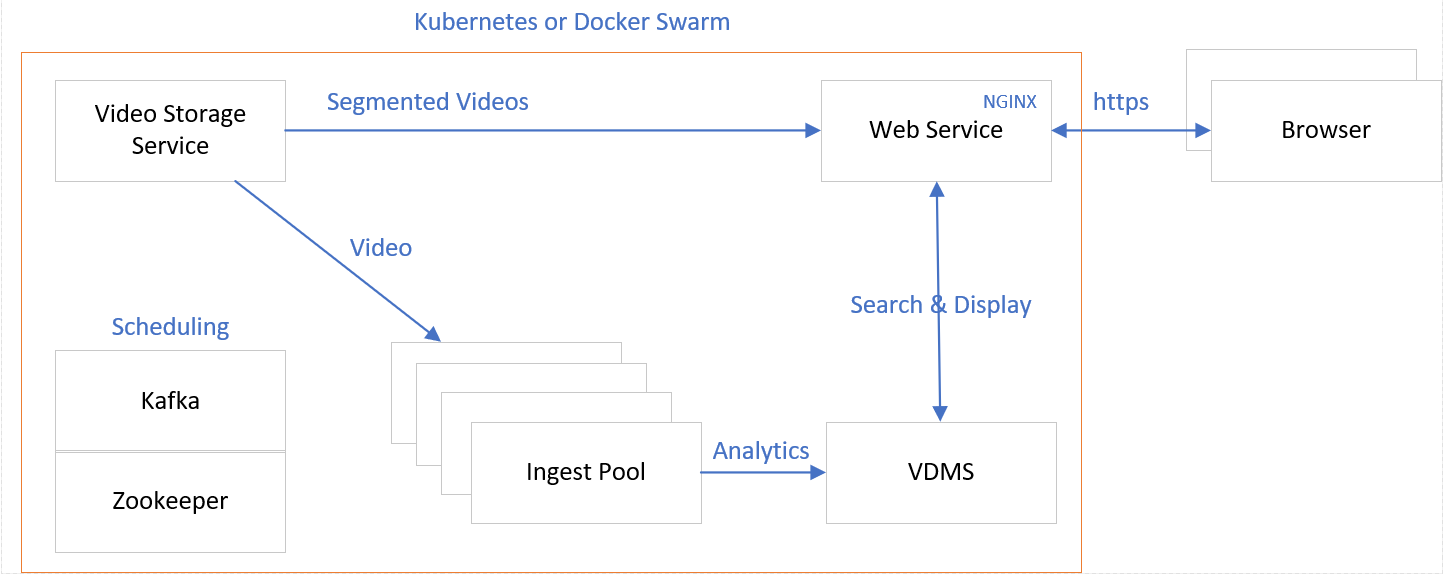 Kubernetes or Docker Swarm
Video Storage
Service
Segmented Videos
NGINX
Web Service
https
Browser
Video
Search & Display
Scheduling
Kafka
Zookeeper
Ingest Pool
Analytics
VDMS